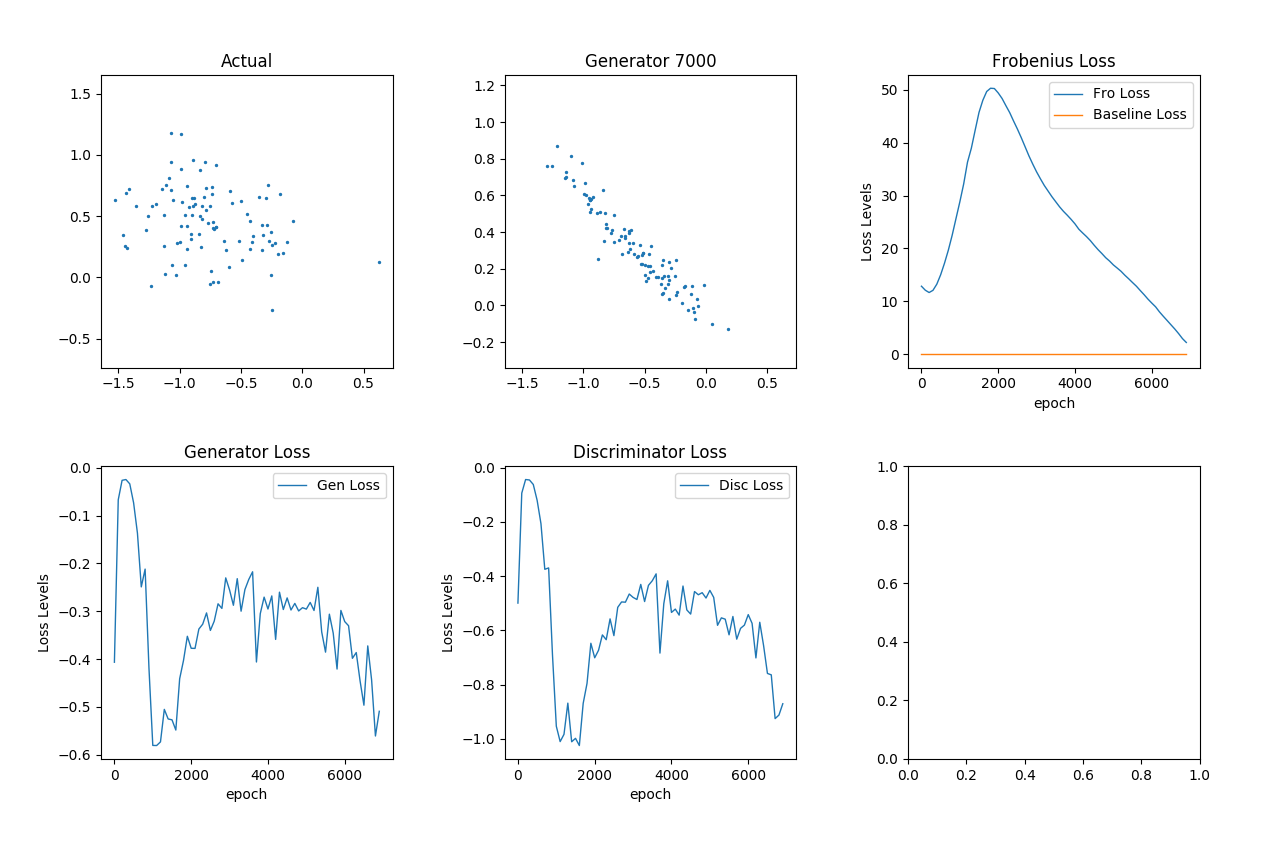 Actual
1.5
1.0
0.5
0.0
−0.5
−1.5 −1.0 −0.5 0.0 0.5
Generator 7000
1.2
1.0
0.8
0.6
0.4
0.2
0.0
−0.2
−1.5 −1.0 −0.5 0.0 0.5
Frobenius Loss
Fro Loss
Baseline Loss
Loss Levels
50
40
30
20
10
0
0 2000 4000 6000
epoch
Generator Loss
Gen Loss
Loss Levels
0.0
−0.1
−0.2
−0.3
−0.4
−0.5
−0.6
0 2000 4000 6000
epoch
Discriminator Loss
Disc Loss
Loss Levels
0.0
−0.2
−0.4
−0.6
−0.8
−1.0
0 2000 4000 6000
epoch
1.0
0.8
0.6
0.4
0.2
0.0
0.0 0.2 0.4 0.6 0.8 1.0